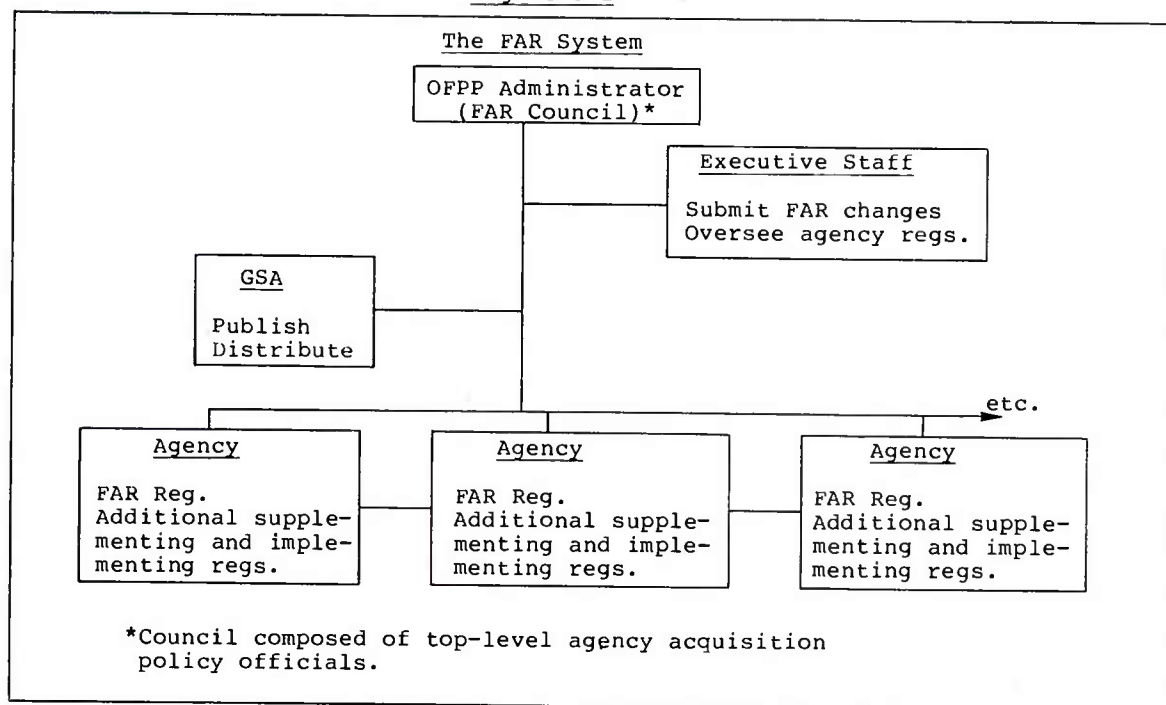 The FAR System
OFPP Administrator
(FAR Council)*
Executive Staff
Submit FAR changes
Oversee agency regs.
GSA
Publish
Distribute
etc.
Agency
FAR Reg.
Additional supple-
menting and imple-
menting regs.
Agency
FAR Reg.
Additional supple-
menting and imple-
menting regs.
Agency
FAR Reg.
Additional supple-
menting and imple-
menting regs.
*Council composed of top-level agency acquisition
policy officials.